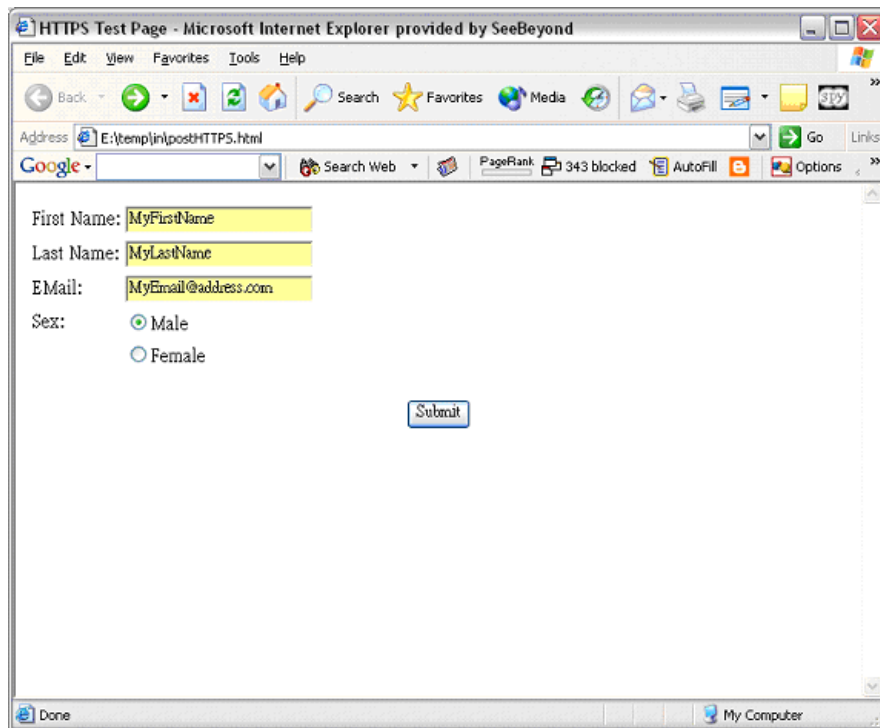 HTTPS Test Page - Microsoft Internet Explorer provided by SeeBeyond
File Edit View Favorites Tools Help
Back Search Favorites Media spy
Address E:\temp\in\postHTTPS.html Go Links
Google Search Web PageRank 343 blocked AutoFill Options
First Name: MyFirstName
Last Name: MyLastName
EMail: MyEmail@address.com
Sex: Male
Female
Submit
Done My Computer